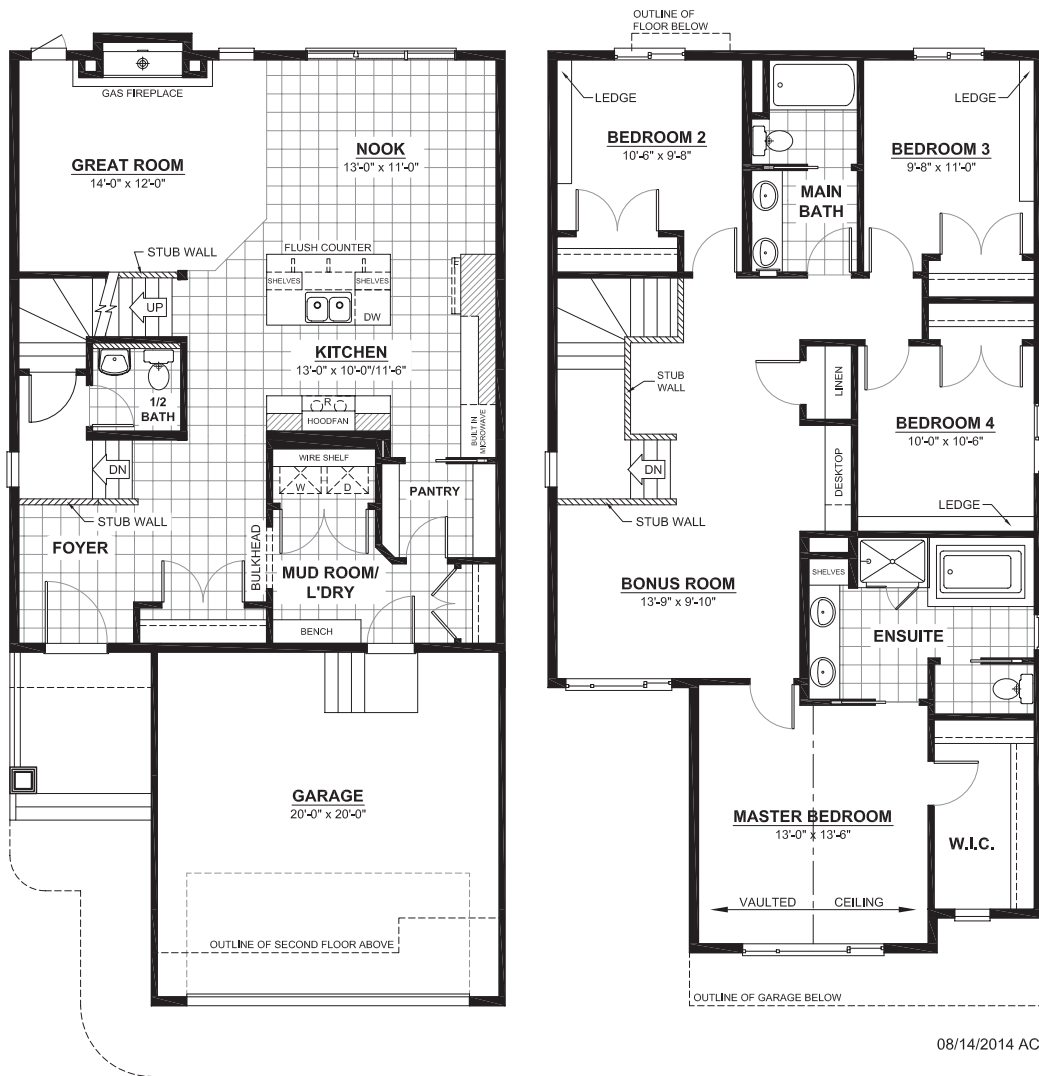 GAS FIREPLACE
GREAT ROOM
14'-0" x 12'-0"
NOOK
13'-0" x 11'-0"
STUB WALL
FLUSH COUNTER
SHELVES
SHELVES
UP
DW
KITCHEN
13'-0" x 10'-0"/11'-6"
1/2
BATH
R
HOODFAN
BUILT IN
MICROWAVE
WIRE SHELF
W
D
PANTRY
DN
STUB WALL
FOYER
BULKHEAD
MUD ROOM/
L'DRY
BENCH
GARAGE
20'-0" x 20'-0"
OUTLINE OF SECOND FLOOR ABOVE
OUTLINE OF
FLOOR BELOW
LEDGE
BEDROOM 2
10'-6" x 9'-8"
MAIN
BATH
LEDGE
BEDROOM 3
9'-8" x 11'-0"
STUB
WALL
LINEN
BEDROOM 4
10'-0" x 10'-6"
DESKTOP
DN
STUB WALL
LEDGE
BONUS ROOM
13'-9" x 9'-10"
SHELVES
ENSUITE
MASTER BEDROOM
13'-0" x 13'-6"
W.I.C.
VAULTED CEILING
OUTLINE OF GARAGE BELOW
08/14/2014 AC